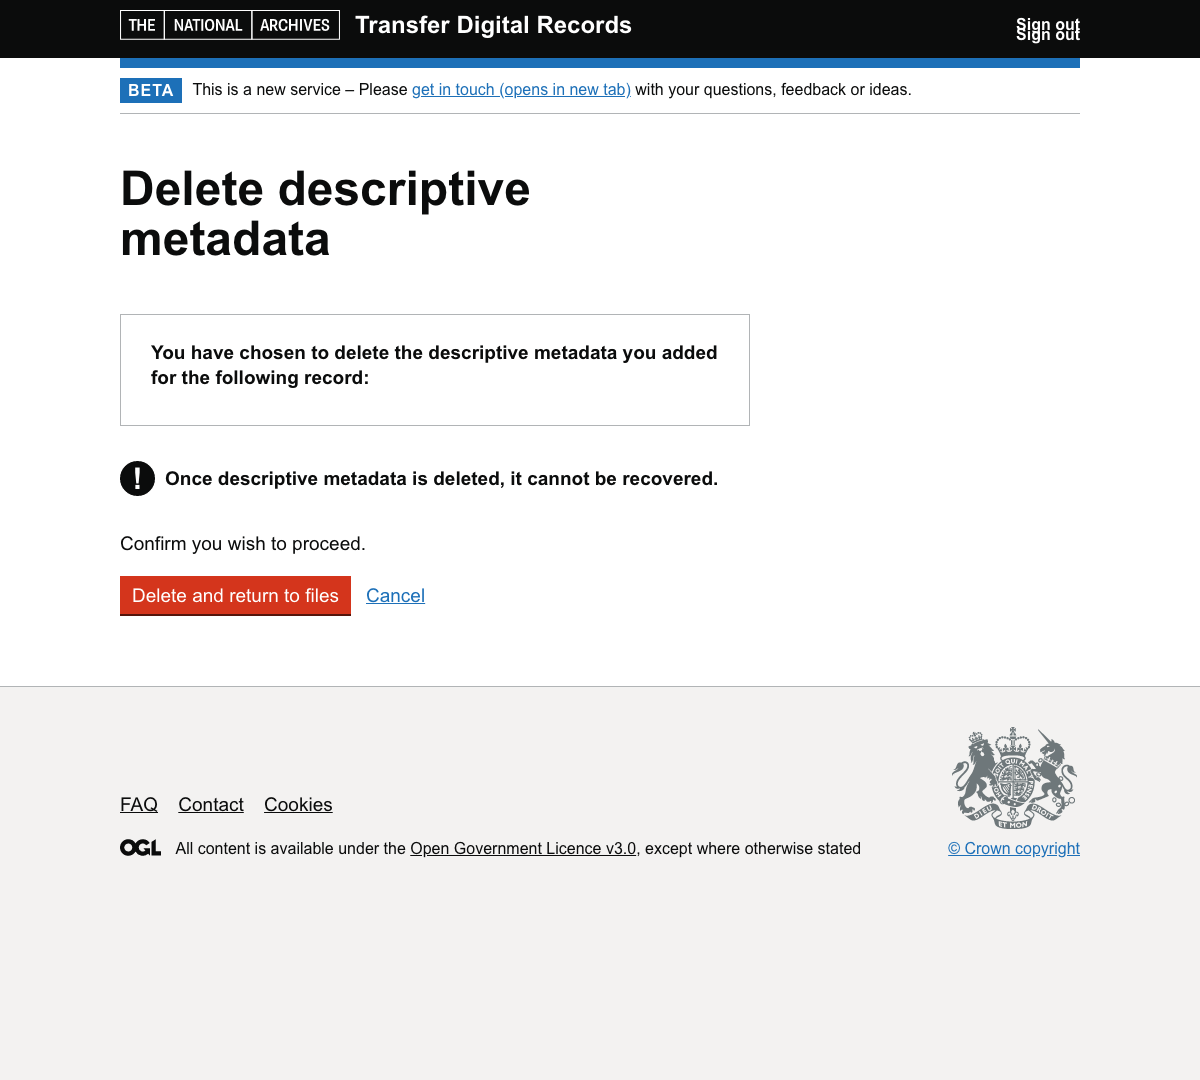 THE NATIONAL ARCHIVES Transfer Digital Records
Sign out
Sign out
BETA This is a new service – Please get in touch (opens in new tab) with your questions, feedback or ideas.
Delete descriptive
metadata
You have chosen to delete the descriptive metadata you added
for the following record:
! Once descriptive metadata is deleted, it cannot be recovered.
Confirm you wish to proceed.
Delete and return to files Cancel
FAQ Contact Cookies
DIEU ET MON DROIT
OGL All content is available under the Open Government Licence v3.0, except where otherwise stated
© Crown copyright